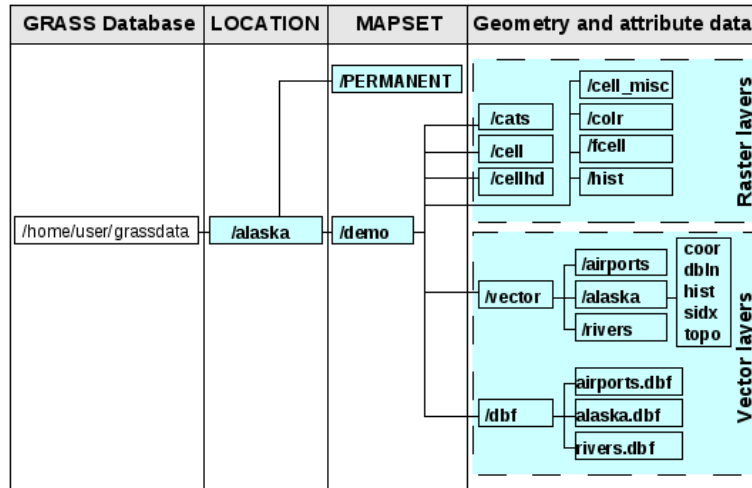 GRASS Database LOCATION MAPSET Geometry and attribute data
/PERMANENT
/cell_misc
/cats
/colr
/cell
/fcell
/cellhd
/hist
Raster layers
/home/user/grassdata
/alaska
/demo
/vector
/airports
/alaska
/rivers
coor
dbln
hist
sidx
topo
/dbf
airports.dbf
alaska.dbf
rivers.dbf
Vector layers